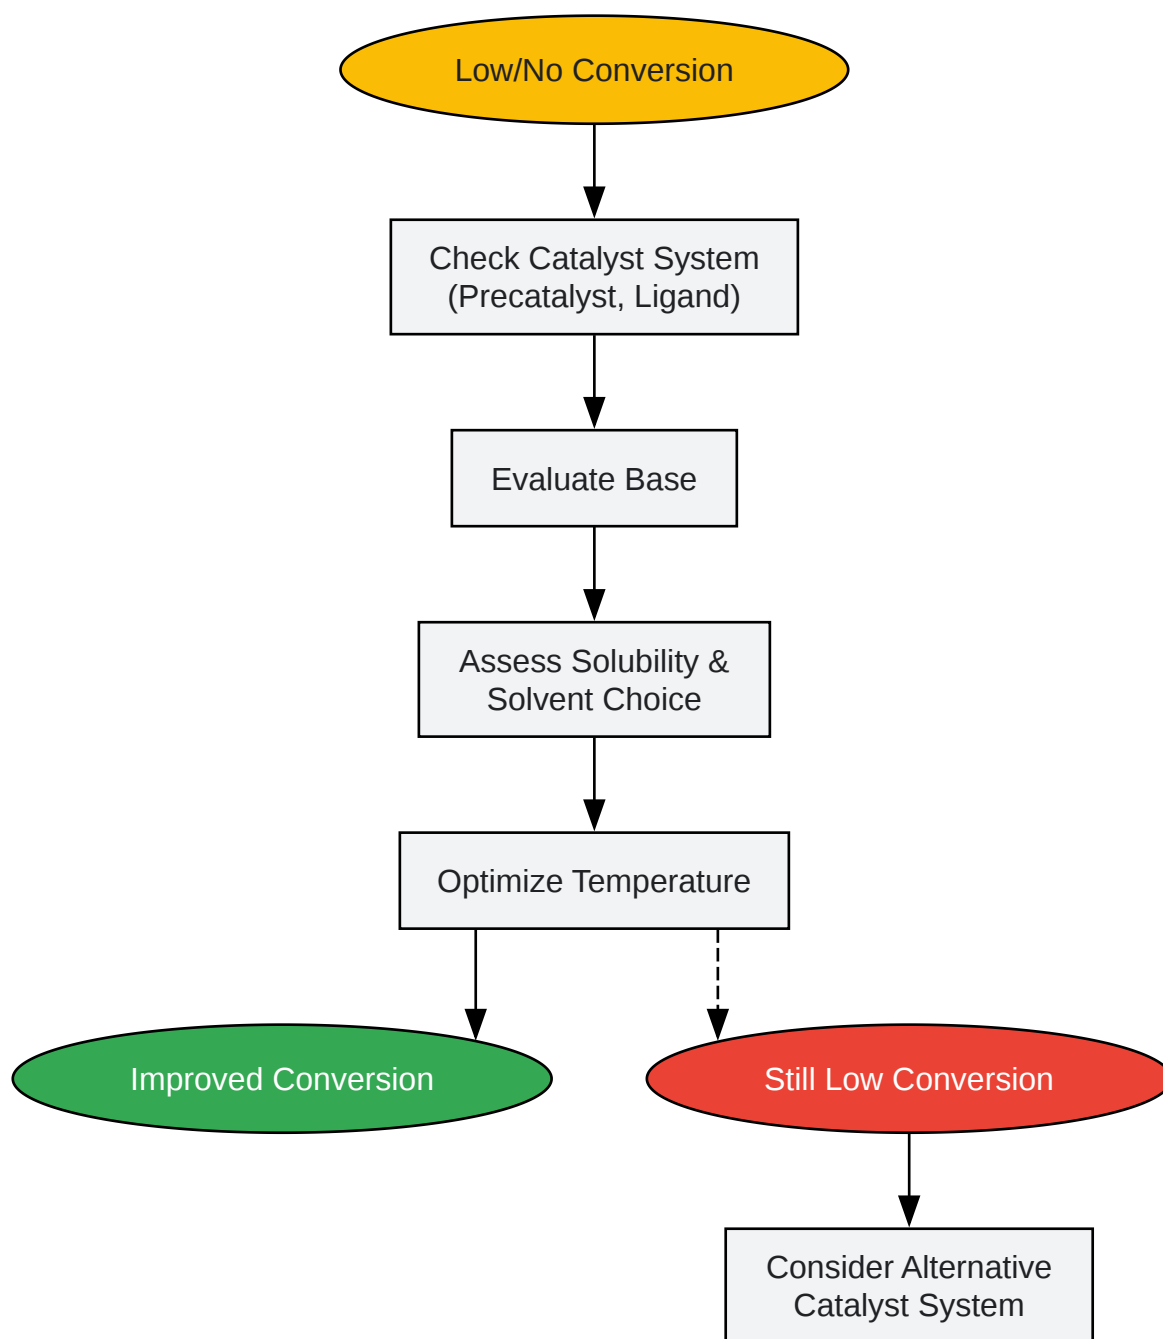 Low/No Conversion
Check Catalyst System
(Precatalyst, Ligand)
Evaluate Base
Assess Solubility &
Solvent Choice
Optimize Temperature
Improved Conversion
Still Low Conversion
Consider Alternative
Catalyst System